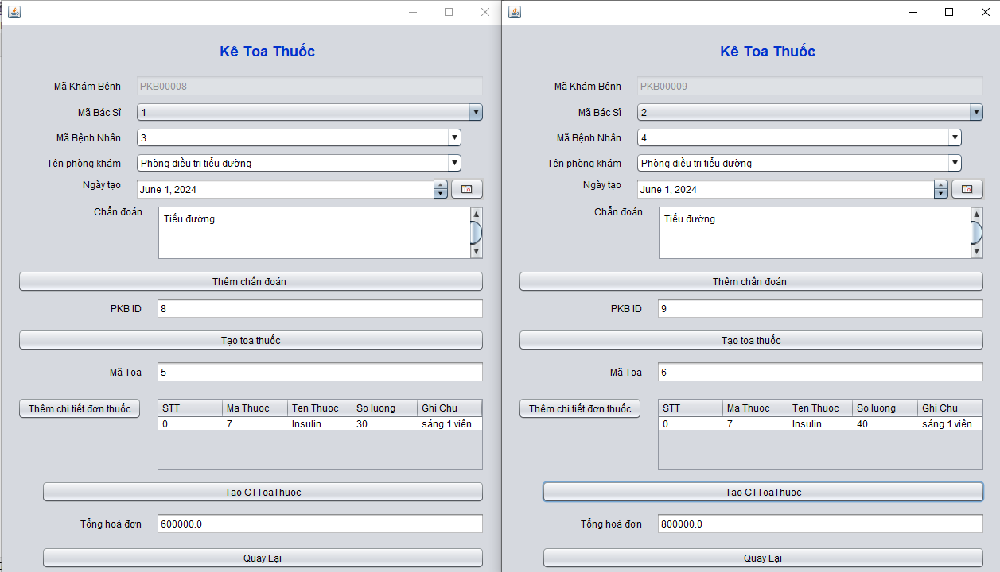 Kê Toa Thuốc
Mã Khám Bệnh PKB00008
Mã Bác Sĩ 1
Mã Bệnh Nhân 3
Tên phòng khám Phòng điều trị tiểu đường
Ngày tạo June 1, 2024
Chẩn đoán Tiểu đường
Thêm chẩn đoán
PKB ID 8
Tạo toa thuốc
Mã Toa 5
Thêm chi tiết đơn thuốc
STT Ma Thuoc Ten Thuoc So luong Ghi Chu
0 7 Insulin 30 sáng 1 viên
Tạo CTToaThuoc
Tổng hoá đơn 600000.0
Quay Lại
Kê Toa Thuốc
Mã Khám Bệnh PKB00009
Mã Bác Sĩ 2
Mã Bệnh Nhân 4
Tên phòng khám Phòng điều trị tiểu đường
Ngày tạo June 1, 2024
Chẩn đoán Tiểu đường
Thêm chẩn đoán
PKB ID 9
Tạo toa thuốc
Mã Toa 6
Thêm chi tiết đơn thuốc
STT Ma Thuoc Ten Thuoc So luong Ghi Chu
0 7 Insulin 40 sáng 1 viên
Tạo CTToaThuoc
Tổng hoá đơn 800000.0
Quay Lại